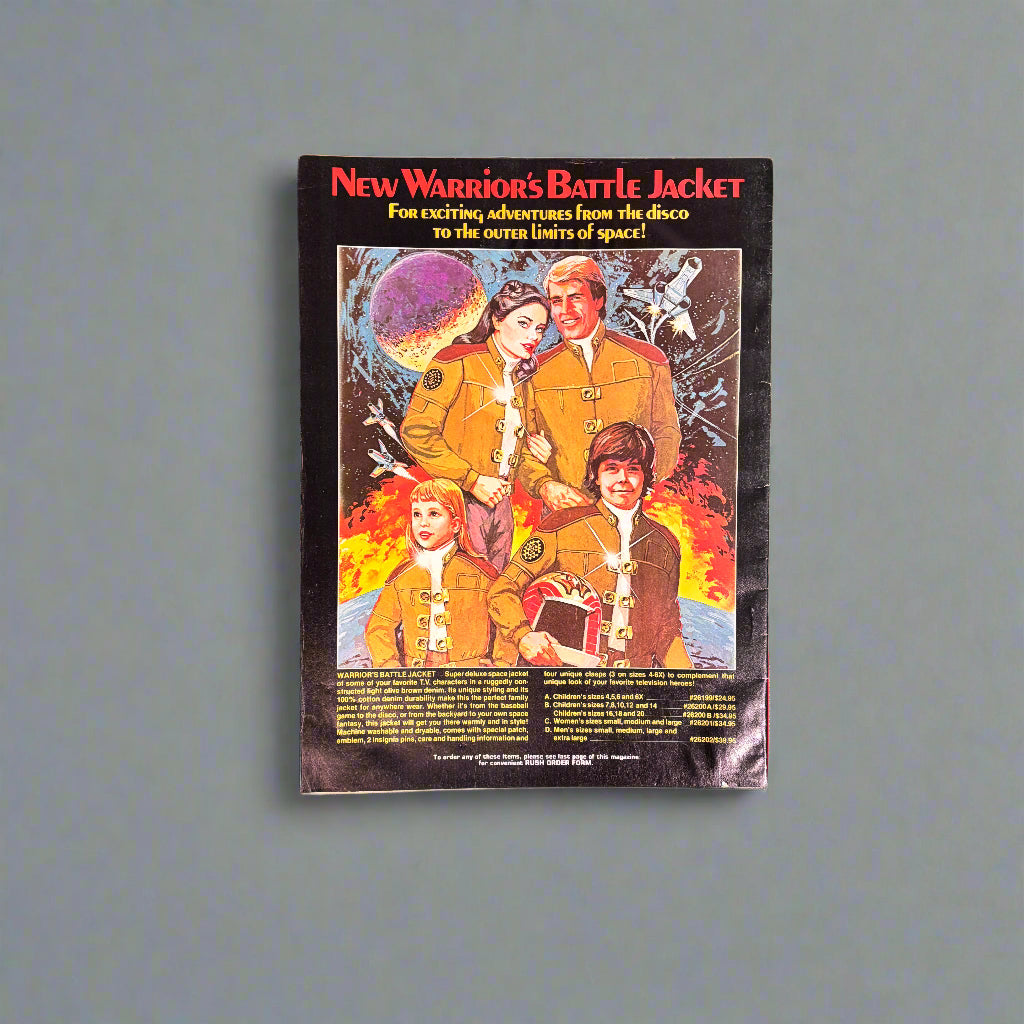 NEW WARRIOR'S BATTLE JACKET
FOR EXCITING ADVENTURES FROM THE DISCO
TO THE OUTER LIMITS OF SPACE!
WARRIOR'S BATTLE JACKET Super deluxe space jacket
of some of your favorite T.V. characters in a ruggedly con-
structed light olive brown denim. Its unique styling and its
100% cotton denim durability make this the perfect family
jacket for anywhere wear. Whether it's from the baseball
game to the disco, or from the backyard to your own space
fantasy, this jacket will get you there warmly and in style!
Machine washable and dryable, comes with special patch,
emblem, 2 insignia pins, care and handling information and
four unique clasps (3 on sizes 4-6X) to complement that
unique look of your favorite television heroes!
A. Children's sizes 4,5,6 and 6X #26199/$24.95
B. Children's sizes 7,8,10,12 and 14 #26200A/$29.95
Children's sizes 16,18 and 20 #26200 B/$34.95
C. Women's sizes small, medium and large #26201/$34.95
D. Men's sizes small, medium, large and
extra large #26202/$39.95
To order any of these items, please see last page of this magazine
for convenient RUSH ORDER FORM.